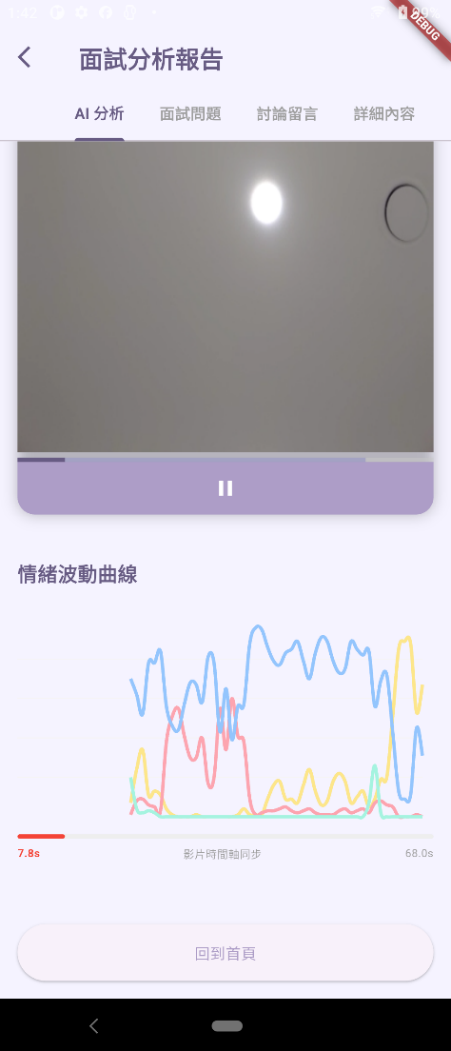 1:42
99%
DEBUG
面試分析報告
AI 分析
面試問題
討論留言
詳細內容
情緒波動曲線
7.8s
影片時間軸同步
68.0s
回到首頁